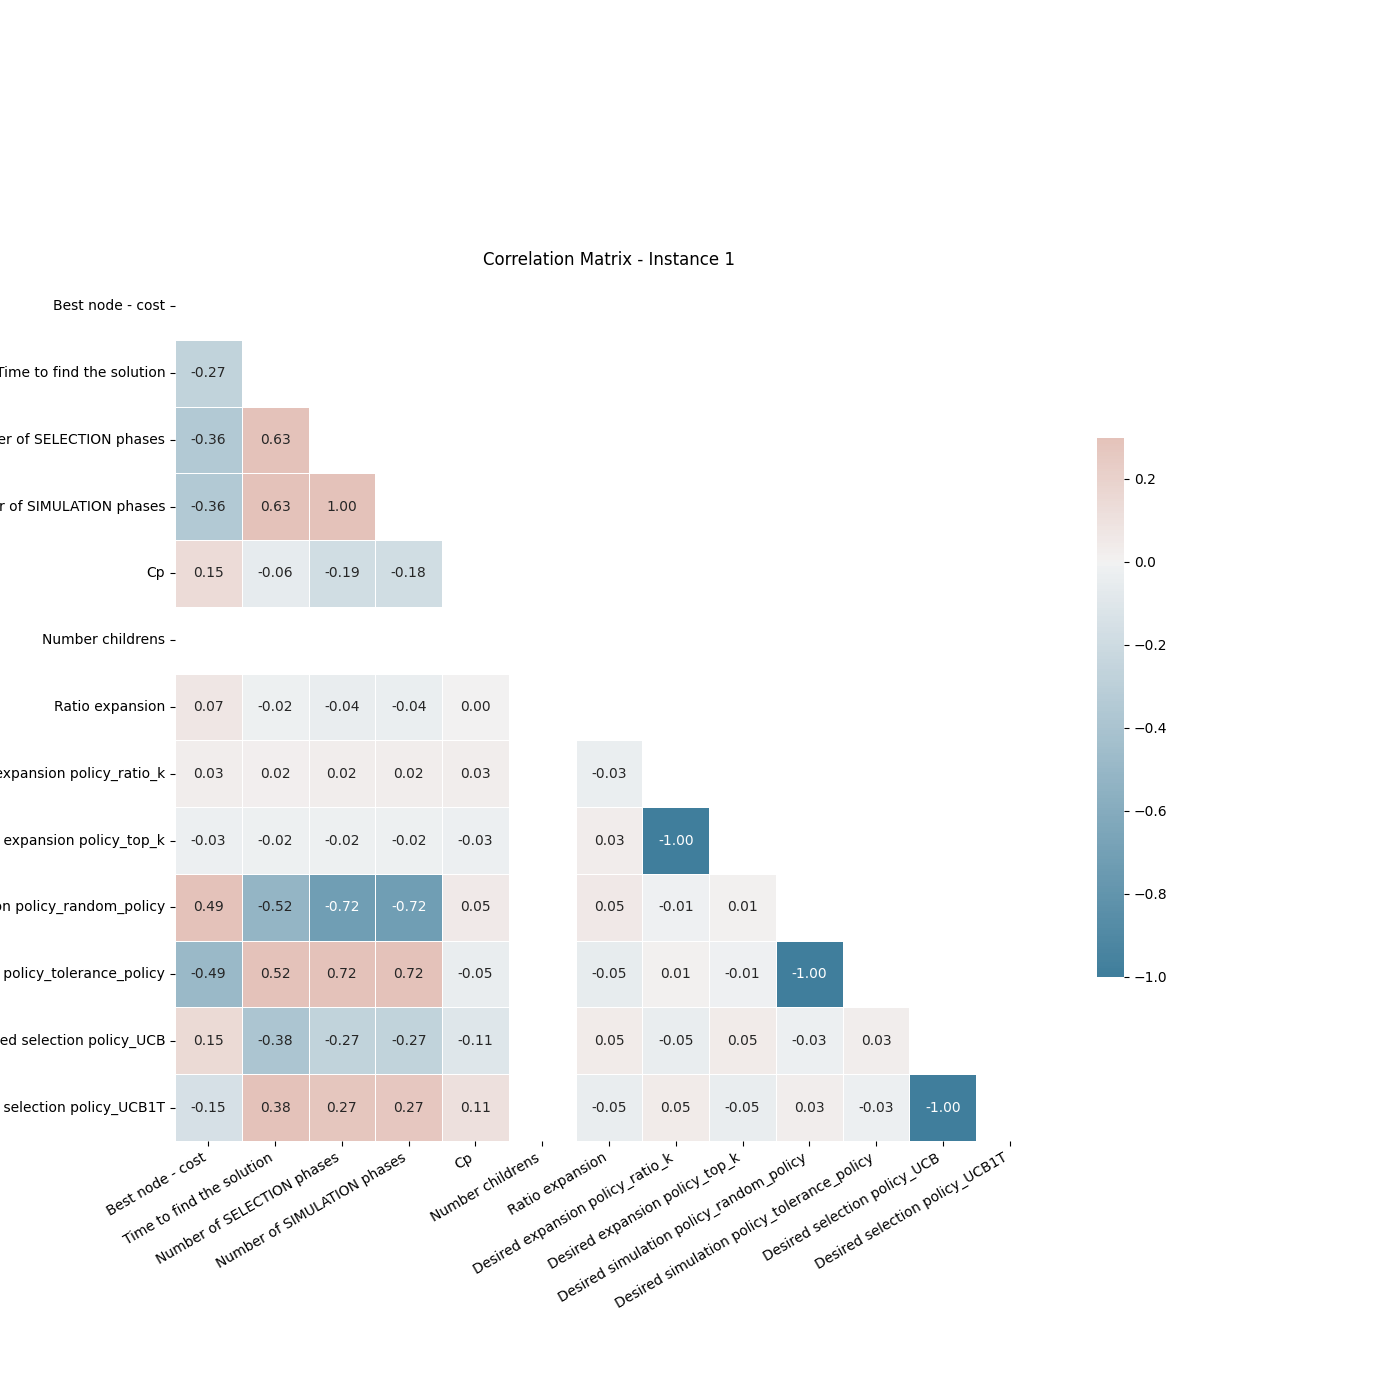 Correlation Matrix - Instance 1
Best node - cost
Time to find the solution -0.27
er of SELECTION phases -0.36 0.63
r of SIMULATION phases -0.36 0.63 1.00
Cp 0.15 -0.06 -0.19 -0.18
Number childrens
Ratio expansion 0.07 -0.02 -0.04 -0.04 0.00
expansion policy_ratio_k 0.03 0.02 0.02 0.02 0.03 -0.03
expansion policy_top_k -0.03 -0.02 -0.02 -0.02 -0.03 0.03 -1.00
on policy_random_policy 0.49 -0.52 -0.72 -0.72 0.05 0.05 -0.01 0.01
policy_tolerance_policy -0.49 0.52 0.72 0.72 -0.05 -0.05 0.01 -0.01 -1.00
ed selection policy_UCB 0.15 -0.38 -0.27 -0.27 -0.11 0.05 -0.05 0.05 -0.03 0.03
selection policy_UCB1T -0.15 0.38 0.27 0.27 0.11 -0.05 0.05 -0.05 0.03 -0.03 -1.00
Best node - cost
Time to find the solution
Number of SELECTION phases
Number of SIMULATION phases
Cp
Number childrens
Ratio expansion
Desired expansion policy_ratio_k
Desired expansion policy_top_k
Desired simulation policy_random_policy
Desired simulation policy_tolerance_policy
Desired selection policy_UCB
Desired selection policy_UCB1T
0.2
0.0
−0.2
−0.4
−0.6
−0.8
−1.0